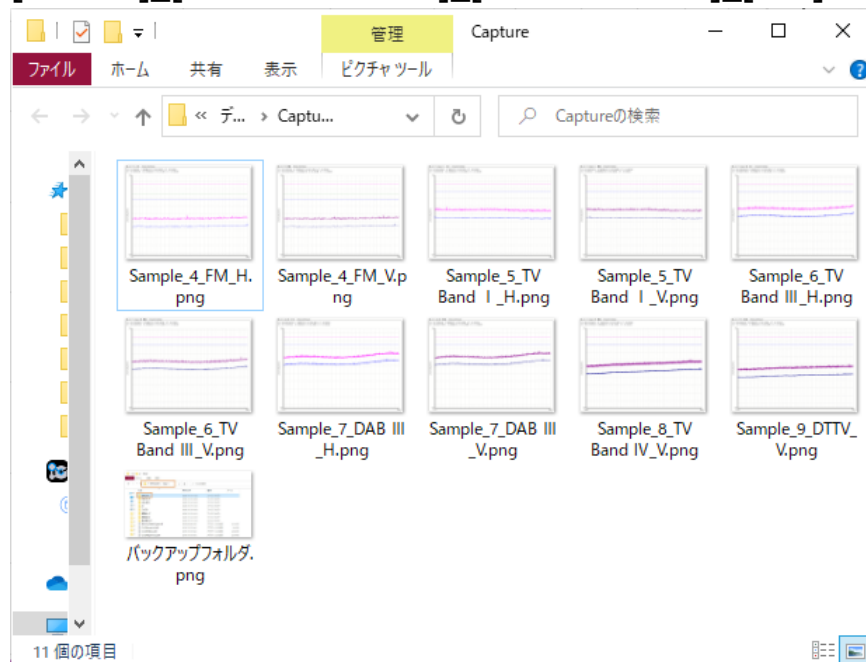 管理
Capture
ファイル
ホーム
共有
表示
ピクチャ ツール
« デ... › Captu...
Captureの検索
Sample_4_FM_H.
png
Sample_4_FM_V.p
ng
Sample_5_TV
Band Ⅰ_H.png
Sample_5_TV
Band Ⅰ_V.png
Sample_6_TV
Band III_H.png
Sample_6_TV
Band III_V.png
Sample_7_DAB III
_H.png
Sample_7_DAB III
_V.png
Sample_8_TV
Band IV_V.png
Sample_9_DTTV_
V.png
バックアップフォルダ.
png
11 個の項目